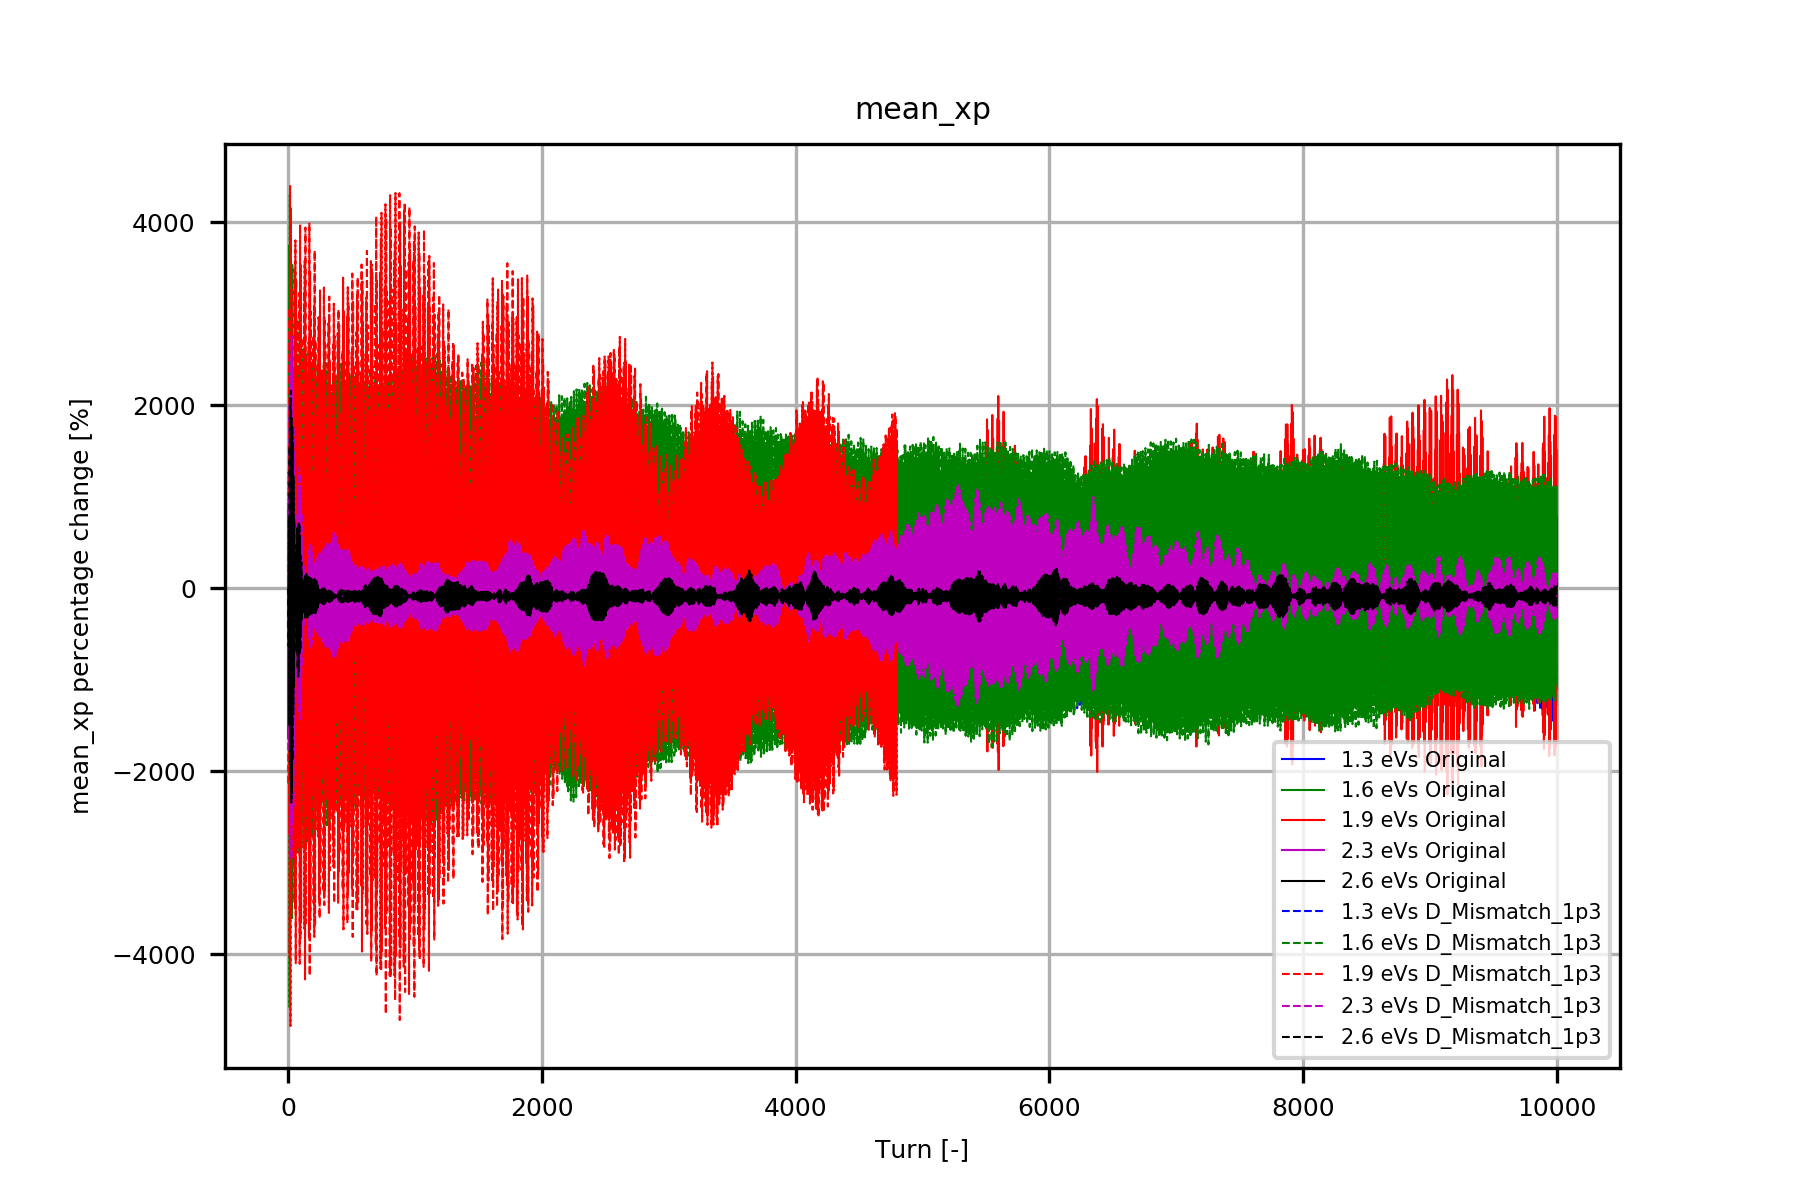 mean_xp
mean_xp percentage change [%]
4000
2000
0
−2000
−4000
1.3 eVs Original
1.6 eVs Original
1.9 eVs Original
2.3 eVs Original
2.6 eVs Original
1.3 eVs D_Mismatch_1p3
1.6 eVs D_Mismatch_1p3
1.9 eVs D_Mismatch_1p3
2.3 eVs D_Mismatch_1p3
2.6 eVs D_Mismatch_1p3
0 2000 4000 6000 8000 10000
Turn [-]